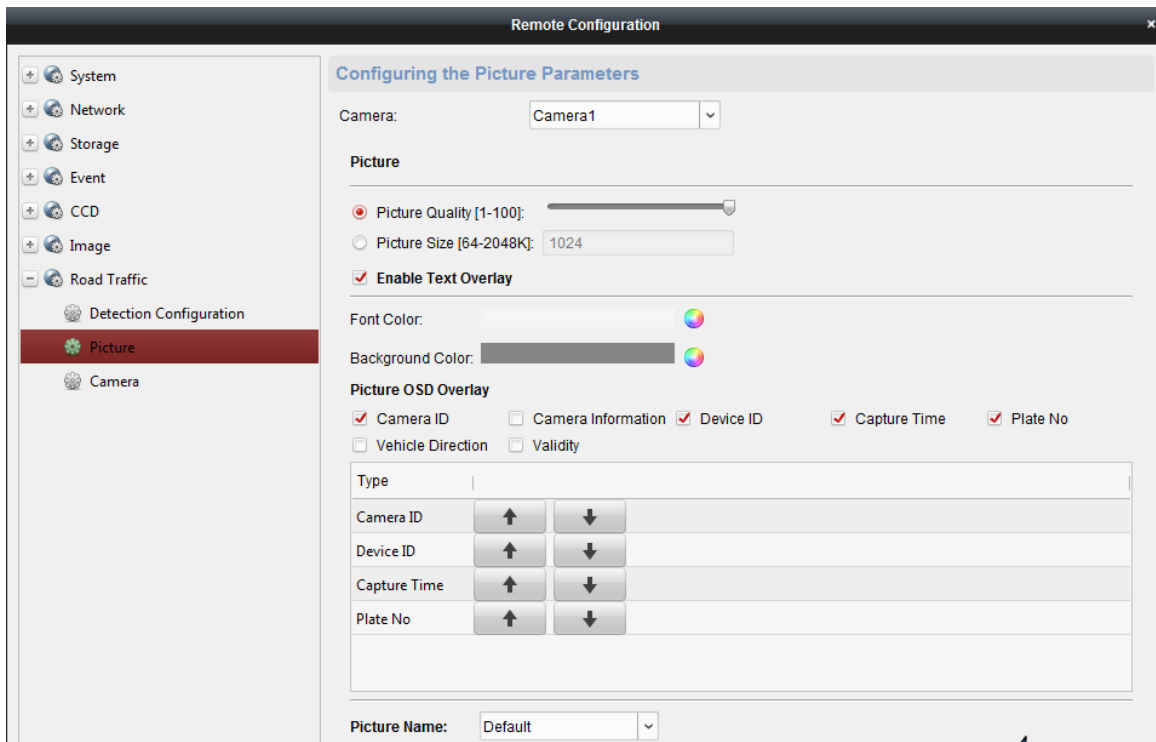 Remote Configuration
System
Network
Storage
Event
CCD
Image
Road Traffic
Detection Configuration
Picture
Camera
Configuring the Picture Parameters
Camera: Camera1
Picture
Picture Quality [1-100]:
Picture Size [64-2048K]: 1024
Enable Text Overlay
Font Color:
Background Color:
Picture OSD Overlay
Camera ID Camera Information Device ID Capture Time Plate No
Vehicle Direction Validity
Type
Camera ID
Device ID
Capture Time
Plate No
Picture Name: Default